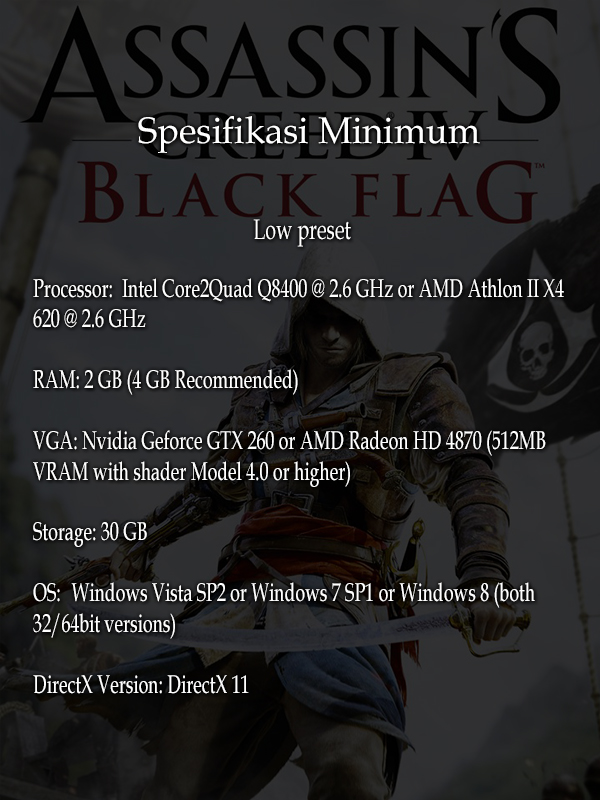 ASSASSIN'S
CREED IV
Spesifikasi Minimum
BLACK FLAG™
Low preset
Processor: Intel Core2Quad Q8400 @ 2.6 GHz or AMD Athlon II X4
620 @ 2.6 GHz
RAM: 2 GB (4 GB Recommended)
VGA: Nvidia Geforce GTX 260 or AMD Radeon HD 4870 (512MB
VRAM with shader Model 4.0 or higher)
Storage: 30 GB
OS: Windows Vista SP2 or Windows 7 SP1 or Windows 8 (both
32/64bit versions)
DirectX Version: DirectX 11